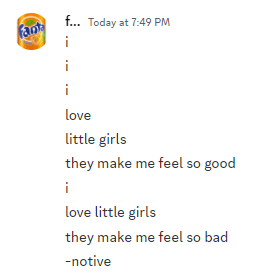 fanta
f... Today at 7:49 PM
i
i
i
love
little girls
they make me feel so good
i
love little girls
they make me feel so bad
-notive